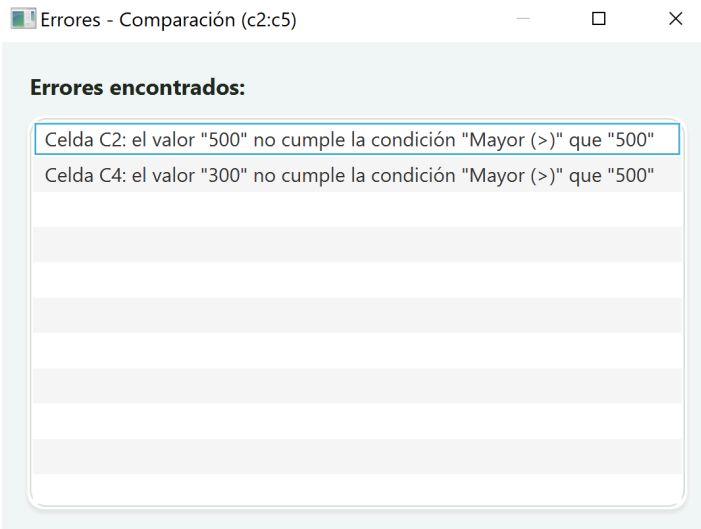 Errores - Comparación (c2:c5)
Errores encontrados:
Celda C2: el valor "500" no cumple la condición "Mayor (>)" que "500"
Celda C4: el valor "300" no cumple la condición "Mayor (>)" que "500"